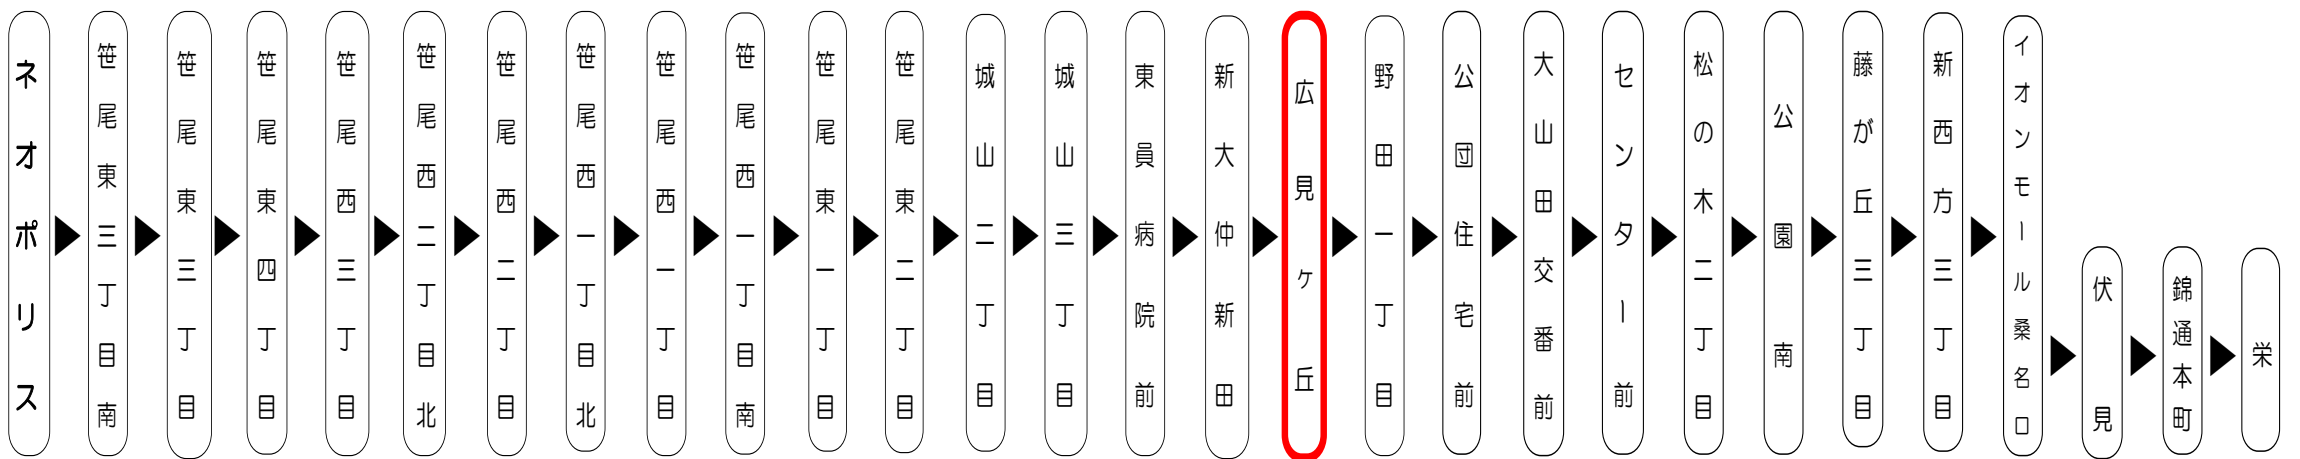 ネオポリス
笹尾東三丁目南
笹尾東三丁目
笹尾東四丁目
笹尾西三丁目
笹尾西二丁目北
笹尾西二丁目
笹尾西一丁目北
笹尾西一丁目
笹尾西一丁目南
笹尾東一丁目
笹尾東二丁目
城山二丁目
城山三丁目
東員病院前
新大仲新田
広見ヶ丘
野田一丁目
公団住宅前
大山田交番前
センター前
松の木二丁目
公園南
藤が丘三丁目
新西方三丁目
イオンモール桑名口
伏見
錦通本町
栄